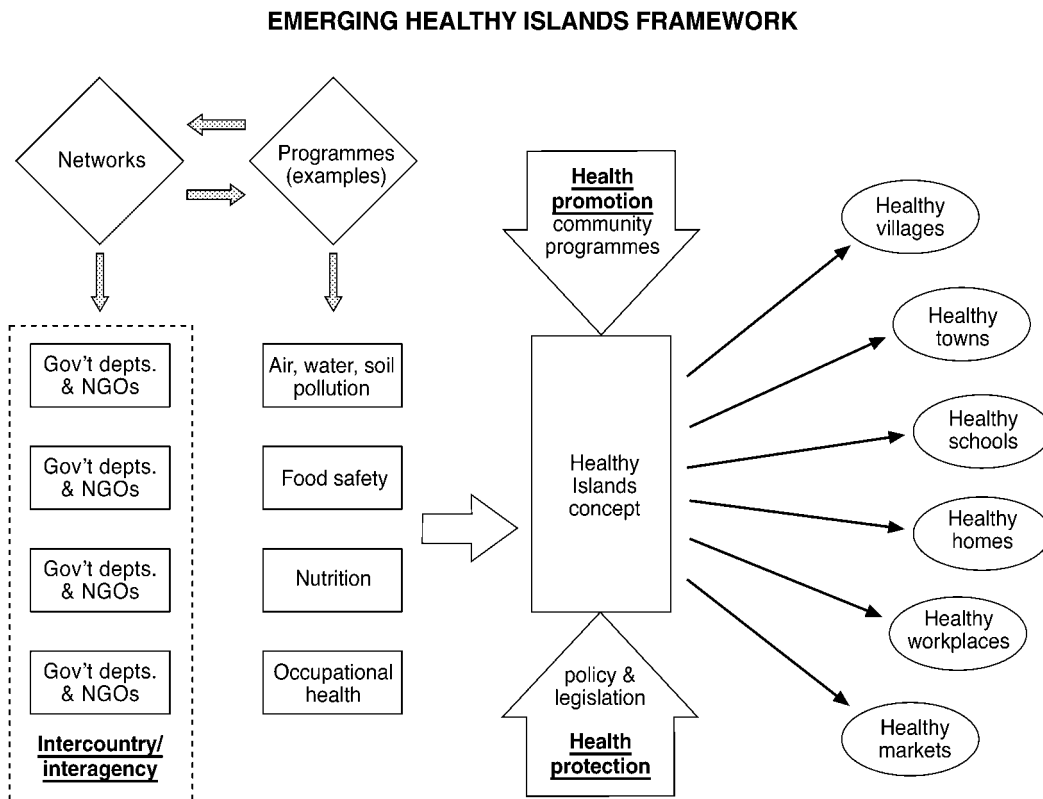 EMERGING HEALTHY ISLANDS FRAMEWORK
Networks
Programmes
(examples)
Gov't depts.
& NGOs
Gov't depts.
& NGOs
Gov't depts.
& NGOs
Gov't depts.
& NGOs
Intercountry/
interagency
Air, water, soil
pollution
Food safety
Nutrition
Occupational
health
Health
promotion
community
programmes
Healthy
Islands
concept
policy &
legislation
Health
protection
Healthy
villages
Healthy
towns
Healthy
schools
Healthy
homes
Healthy
workplaces
Healthy
markets